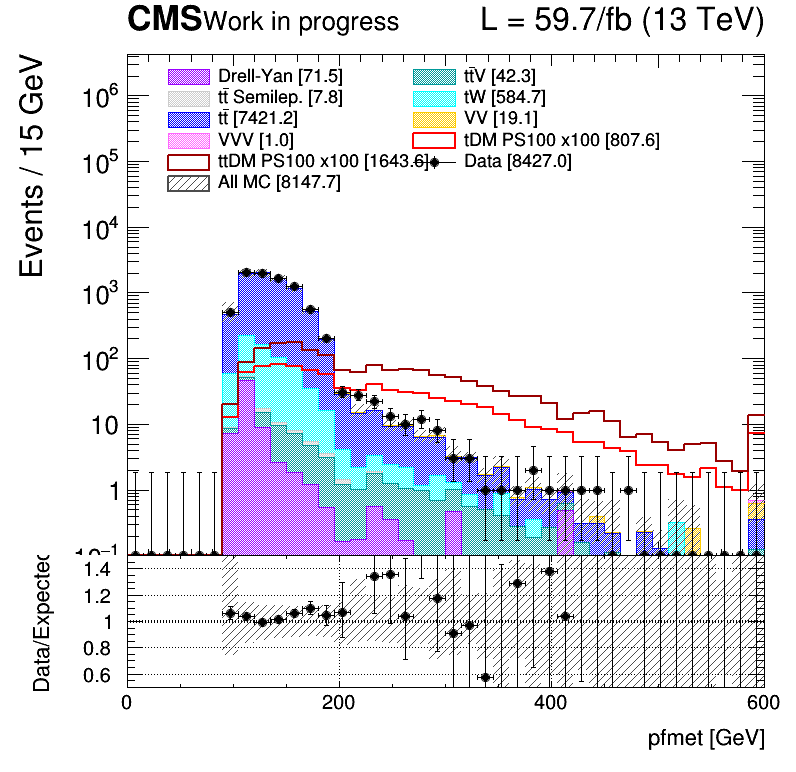 CMS Work in progress L = 59.7/fb (13 TeV)
Events / 15 GeV
Drell-Yan [71.5] tt̄V [42.3]
tt̄ Semilep. [7.8] tW [584.7]
tt̄ [7421.2] VV [19.1]
VVV [1.0] tDM PS100 x100 [807.6]
ttDM PS100 x100 [1643.6] Data [8427.0]
All MC [8147.7]
10⁶
10⁵
10⁴
10³
10²
10
1
10⁻¹
Data/Expected
1.4
1.2
1
0.8
0.6
0 200 400 600
pfmet [GeV]